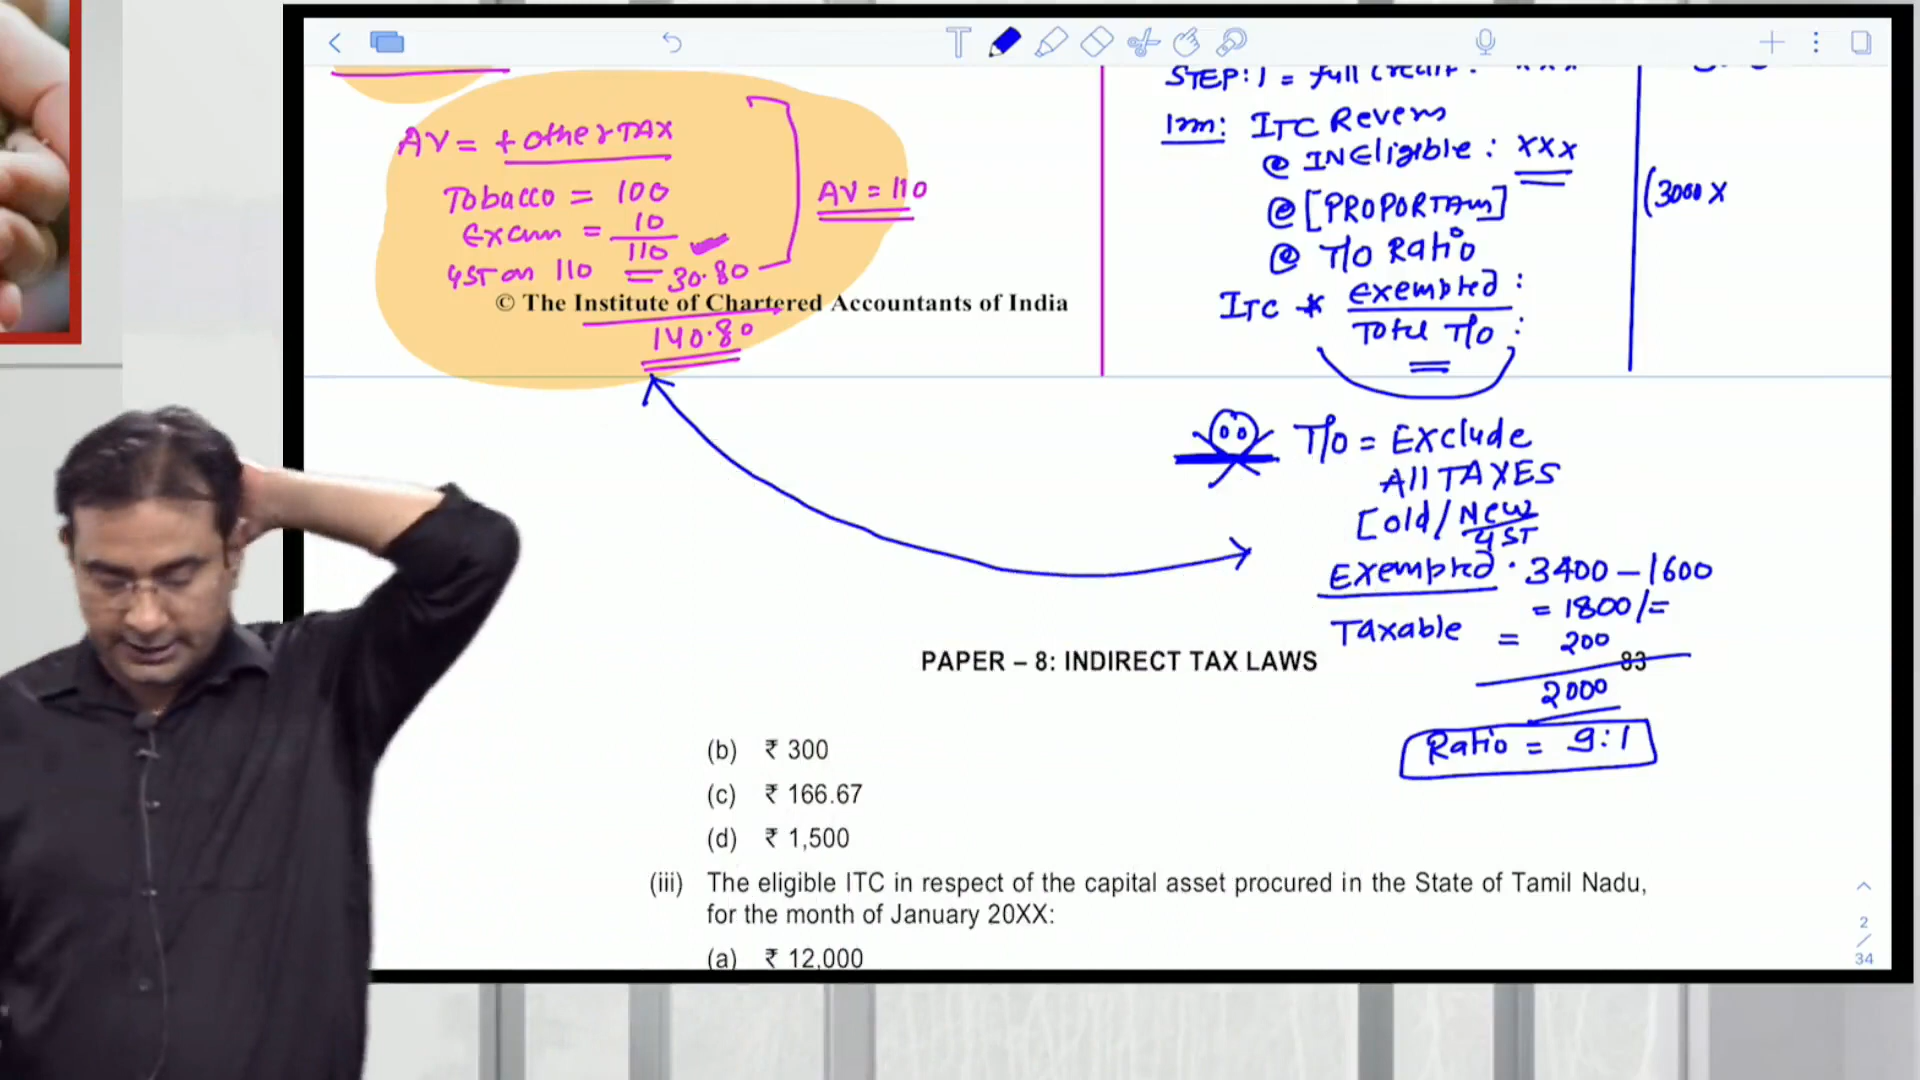 AV = + other TAX
Tobacco = 100
= 10
110
GST on 110 = 30.80
AV = 110
© The Institute of Chartered Accountants of India
140.80
STEP:1 = full credit :
ITC Revers
@ INEligible : XXX
@
@ T/O Ratio
ITC * exempted :
Total T/O :
(3000 X
T/O = Exclude
All TAXES
[old/New
GST
Exempted . 3400 - 1600
= 1800/=
Taxable = 200
PAPER – 8: INDIRECT TAX LAWS
83
2000
Ratio = 9:1
(b) ₹ 300
(c) ₹ 166.67
(d) ₹ 1,500
(iii) The eligible ITC in respect of the capital asset procured in the State of Tamil Nadu,
for the month of January 20XX:
(a) ₹ 12,000
2
/
34